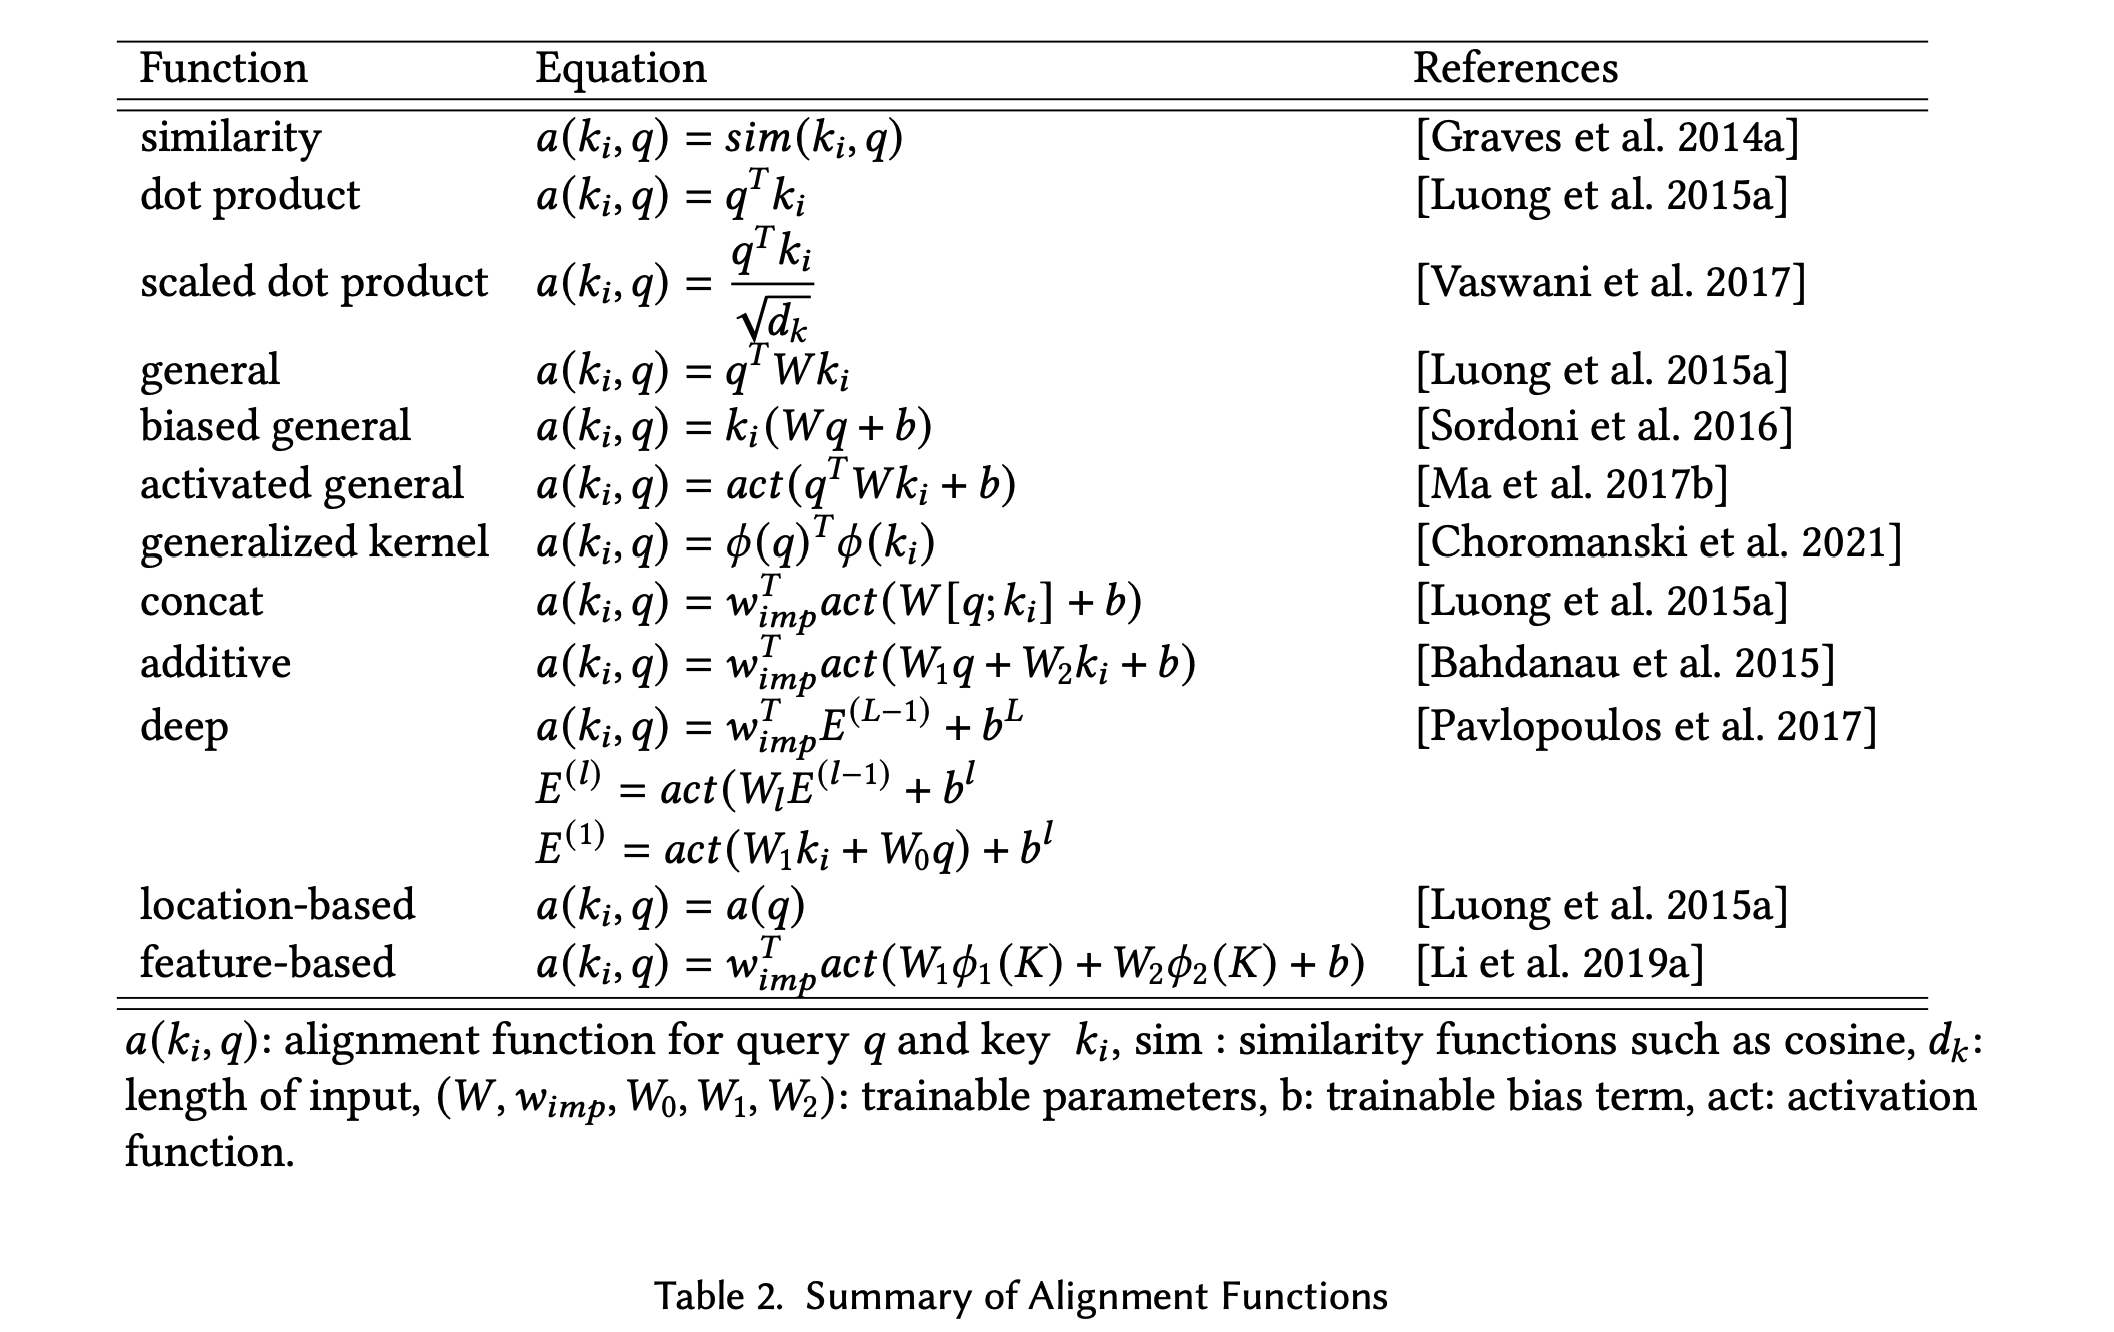 Function Equation References
similarity a(k_i, q) = sim(k_i, q) [Graves et al. 2014a]
dot product a(k_i, q) = q^T k_i [Luong et al. 2015a]
scaled dot product a(k_i, q) = \frac{q^T k_i}{\sqrt{d_k}} [Vaswani et al. 2017]
general a(k_i, q) = q^T W k_i [Luong et al. 2015a]
biased general a(k_i, q) = k_i(Wq + b) [Sordoni et al. 2016]
activated general a(k_i, q) = act(q^T W k_i + b) [Ma et al. 2017b]
generalized kernel a(k_i, q) = ϕ(q)^T ϕ(k_i) [Choromanski et al. 2021]
concat a(k_i, q) = w_{imp}^T act(W[q; k_i] + b) [Luong et al. 2015a]
additive a(k_i, q) = w_{imp}^T act(W_1 q + W_2 k_i + b) [Bahdanau et al. 2015]
deep a(k_i, q) = w_{imp}^T E^{(L−1)} + b^L [Pavlopoulos et al. 2017]
E^{(l)} = act(W_l E^{(l−1)} + b^l
E^{(1)} = act(W_1 k_i + W_0 q) + b^l
location-based a(k_i, q) = a(q) [Luong et al. 2015a]
feature-based a(k_i, q) = w_{imp}^T act(W_1 ϕ_1(K) + W_2 ϕ_2(K) + b) [Li et al. 2019a]
a(k_i, q): alignment function for query q and key k_i, sim : similarity functions such as cosine, d_k:
length of input, (W, w_{imp}, W_0, W_1, W_2): trainable parameters, b: trainable bias term, act: activation
function.
Table 2. Summary of Alignment Functions